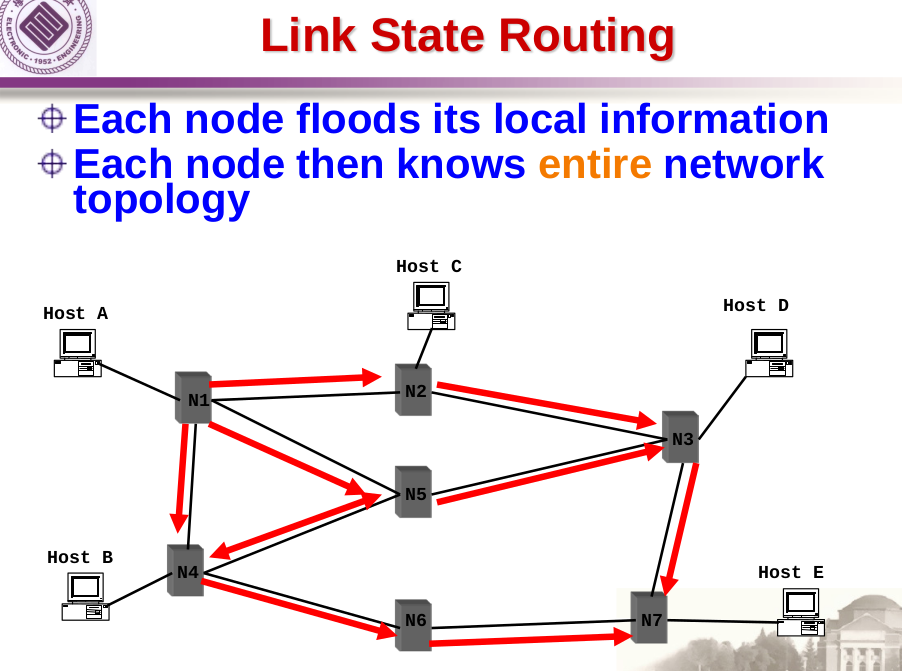 Link State Routing
ELECTRONIC · 1952 · ENGINEERING
Each node floods its local information
Each node then knows entire network
topology
Host C
Host A
Host D
N1
N2
N3
N5
Host B
N4
Host E
N6
N7